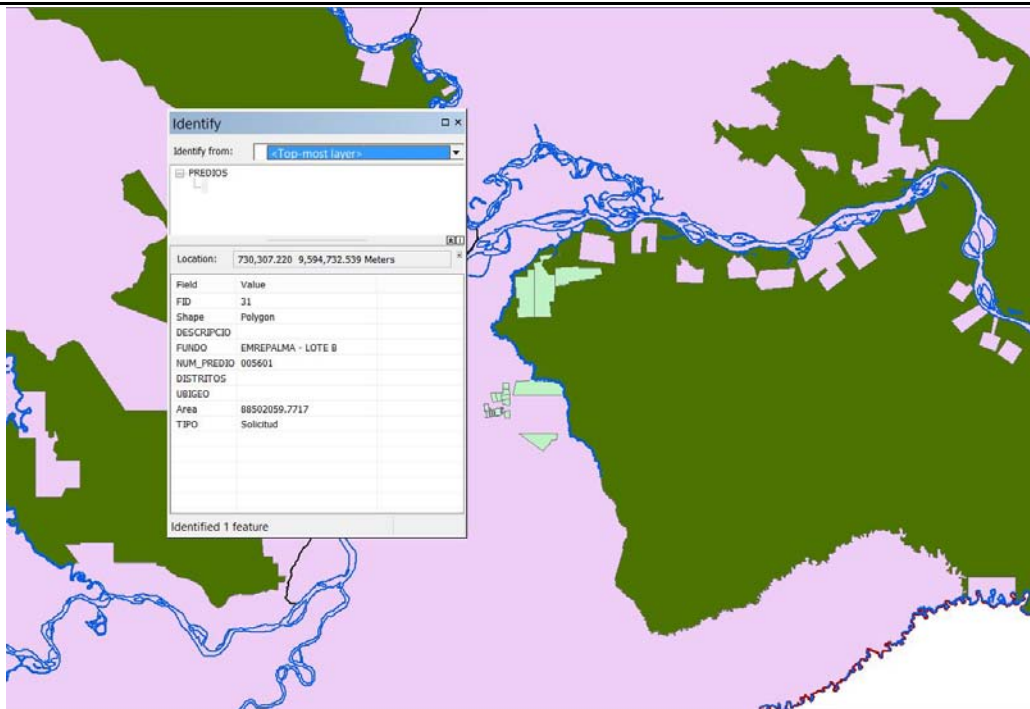 Identify
Identify from: <Top-most layer>
PREDIOS
Location: 730,307.220 9,594,732.539 Meters
Field Value
FID 31
Shape Polygon
DESCRIPCIO
FUNDO EMREPALMA - LOTE B
NUM_PREDIO 005601
DISTRITOS
UBIGEO
Area 88502059.7717
TIPO Solicitud
Identified 1 feature